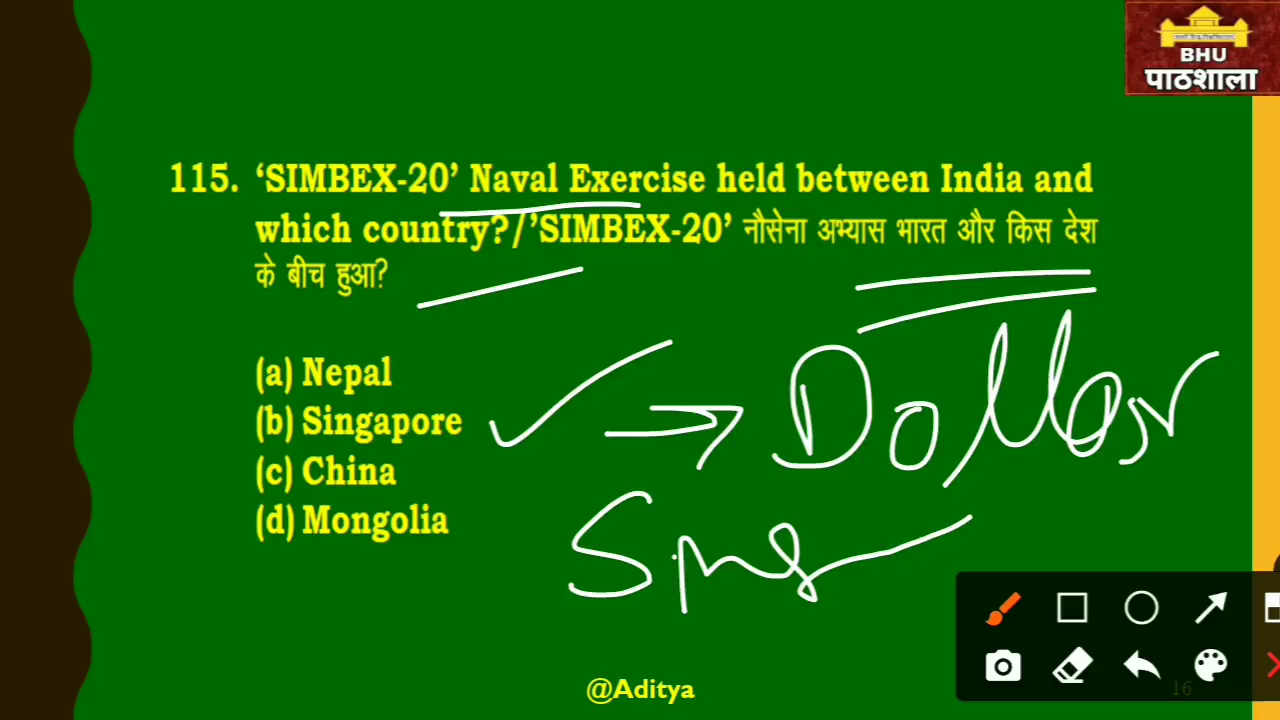 BHU
पाठशाला
115. ‘SIMBEX-20’ Naval Exercise held between India and
which country?/’SIMBEX-20’ नौसेना अभ्यास भारत और किस देश
के बीच हुआ?
(a) Nepal
(b) Singapore
(c) China
(d) Mongolia
Dollar
@Aditya
16